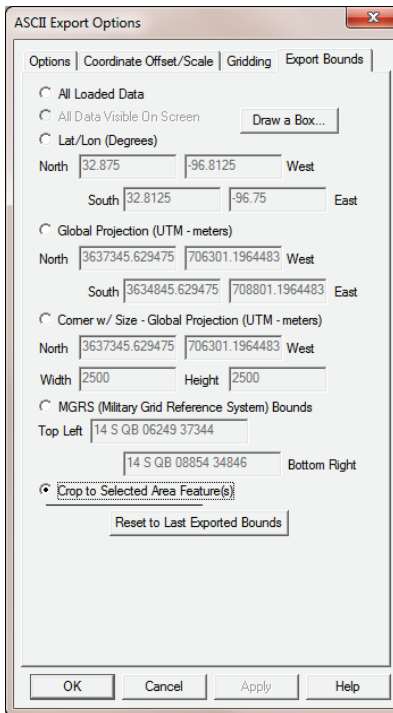 ASCII Export Options
Options Coordinate Offset/Scale Gridding Export Bounds
All Loaded Data
All Data Visible On Screen Draw a Box...
Lat/Lon (Degrees)
North 32.875 -96.8125 West
South 32.8125 -96.75 East
Global Projection (UTM - meters)
North 3637345.629475 706301.1964483 West
South 3634845.629475 708801.1964483 East
Corner w/ Size - Global Projection (UTM - meters)
North 3637345.629475 706301.1964483 West
Width 2500 Height 2500
MGRS (Military Grid Reference System) Bounds
Top Left 14 S QB 06249 37344
14 S QB 08854 34846 Bottom Right
Crop to Selected Area Feature(s)
Reset to Last Exported Bounds
OK Cancel Apply Help